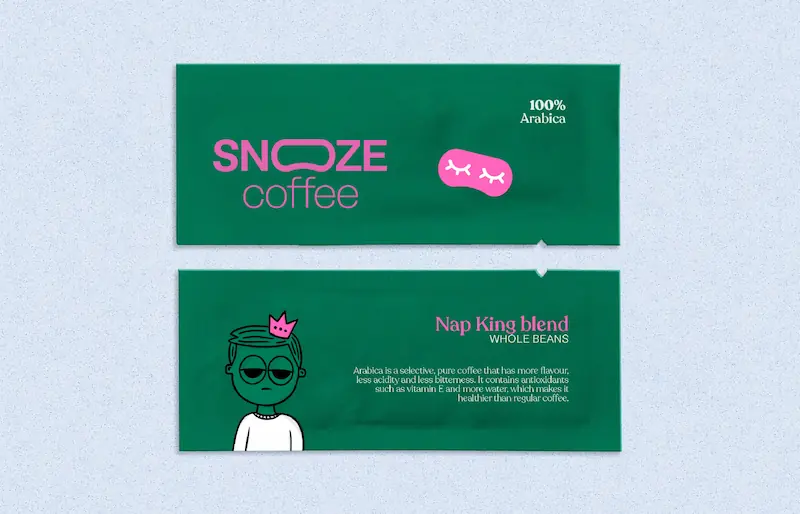 100%
Arabica
SNOOZE
coffee
Nap King blend
WHOLE BEANS
Arabica is a selective, pure coffee that has more flavour,
less acidity and less bitterness. It contains antioxidants
such as vitamin E and more water, which makes it
healthier than regular coffee.